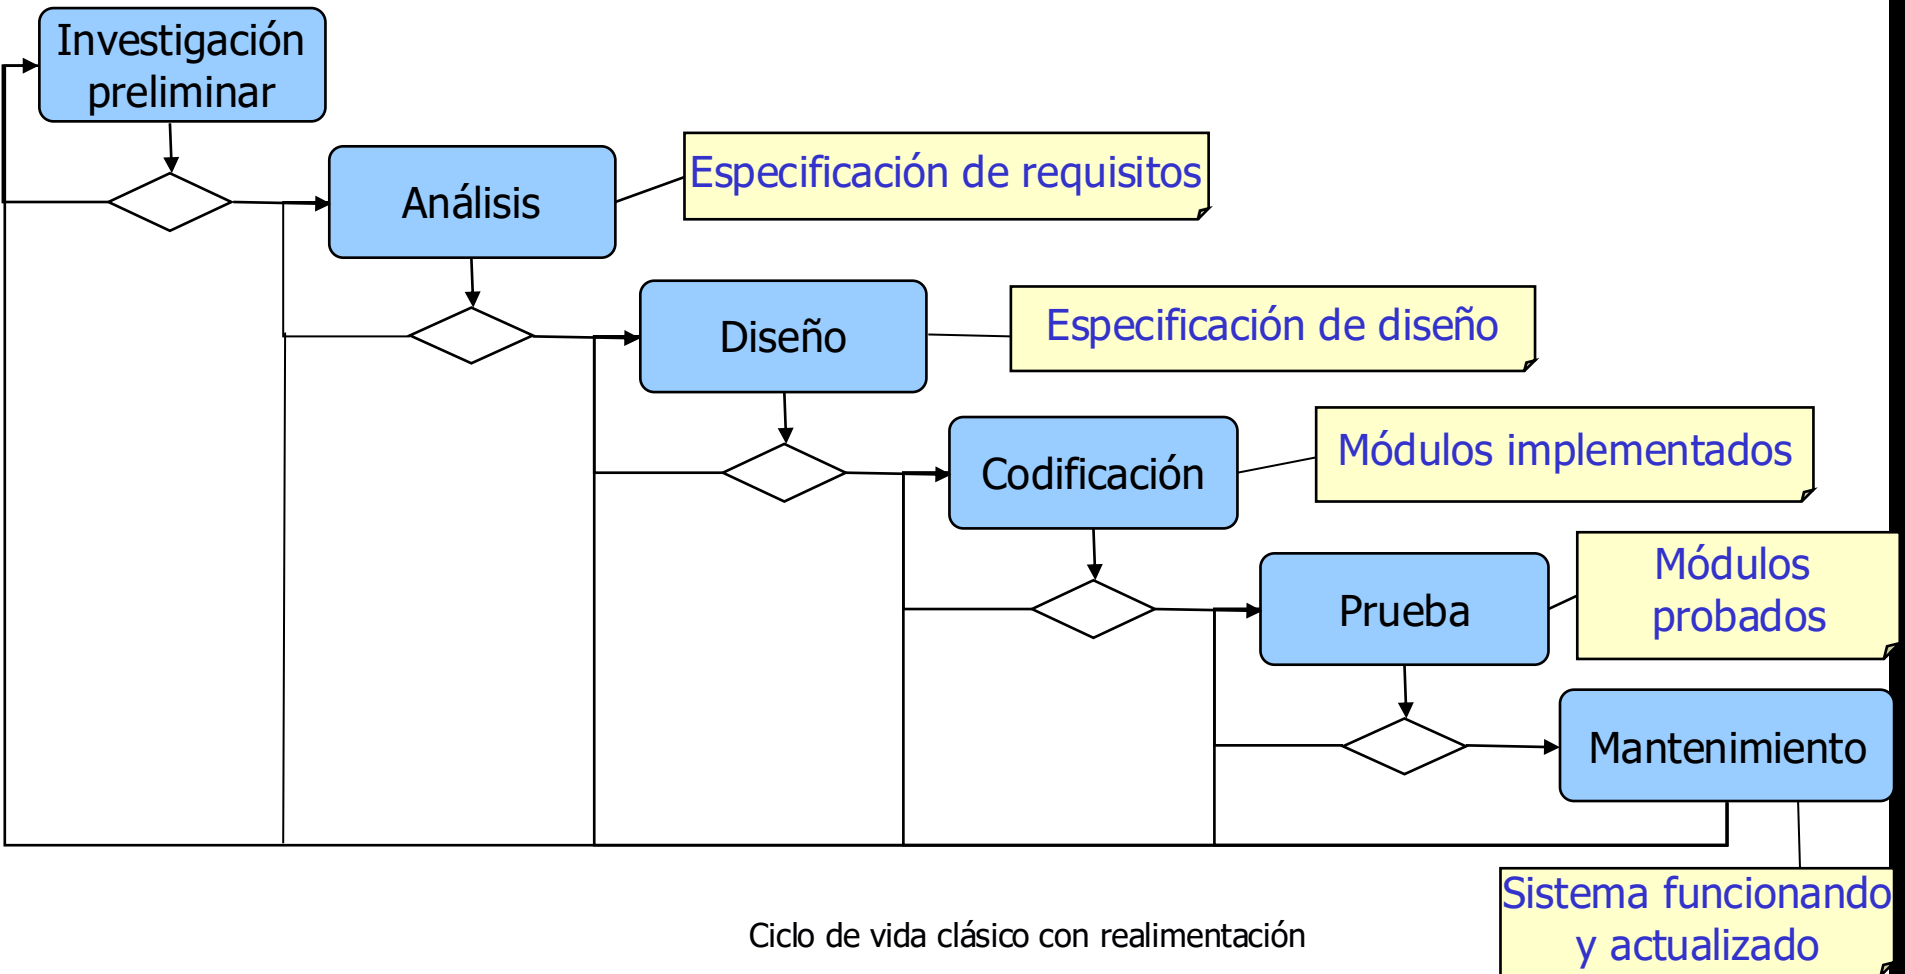 Investigación
preliminar
Análisis
Especificación de requisitos
Diseño
Especificación de diseño
Codificación
Módulos implementados
Prueba
Módulos
probados
Mantenimiento
Sistema funcionando
y actualizado
Ciclo de vida clásico con realimentación